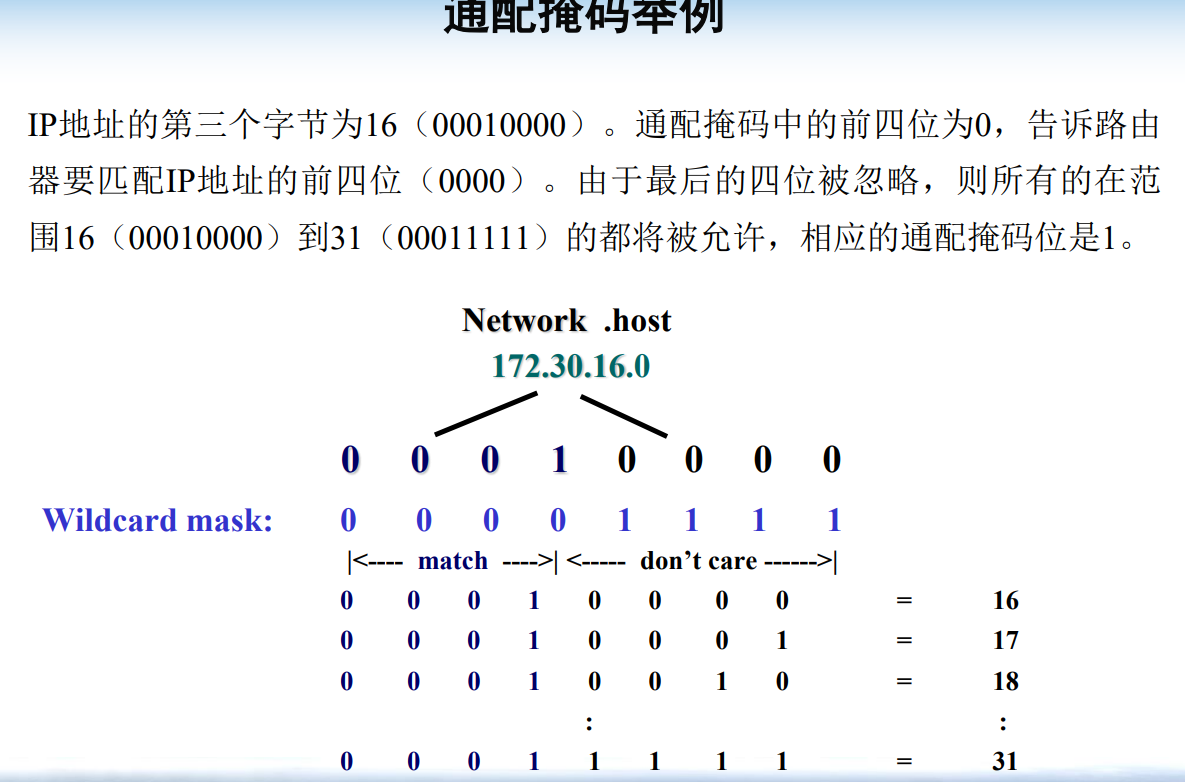 通配掩码举例
IP地址的第三个字节为16（00010000）。通配掩码中的前四位为0，告诉路由
器要匹配IP地址的前四位（0000）。由于最后的四位被忽略，则所有的在范
围16（00010000）到31（00011111）的都将被允许，相应的通配掩码位是1。
Network .host
172.30.16.0
0 0 0 1 0 0 0 0
Wildcard mask: 0 0 0 0 1 1 1 1
|<---- match ---->| <----- don’t care ------>|
0 0 0 1 0 0 0 0 = 16
0 0 0 1 0 0 0 1 = 17
0 0 0 1 0 0 1 0 = 18
: :
0 0 0 1 1 1 1 1 = 31